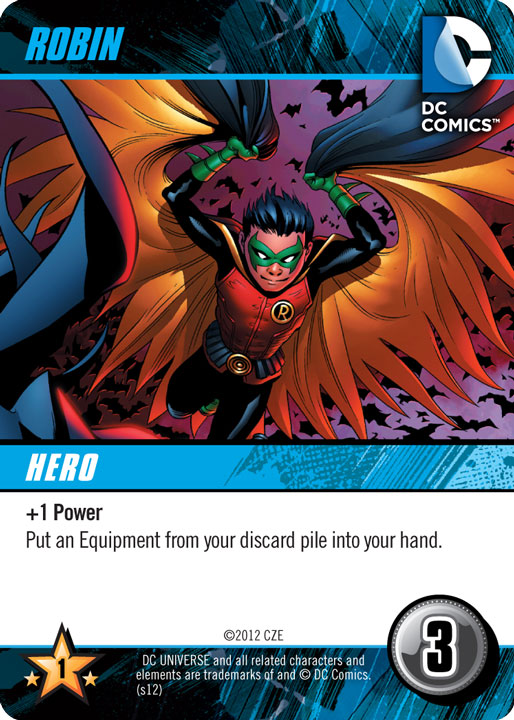 ROBIN
DC
DC
COMICS™
R
HERO
+1 Power
Put an Equipment from your discard pile into your hand.
©2012 CZE
1
DC UNIVERSE and all related characters and
elements are trademarks of and © DC Comics.
(s12)
3